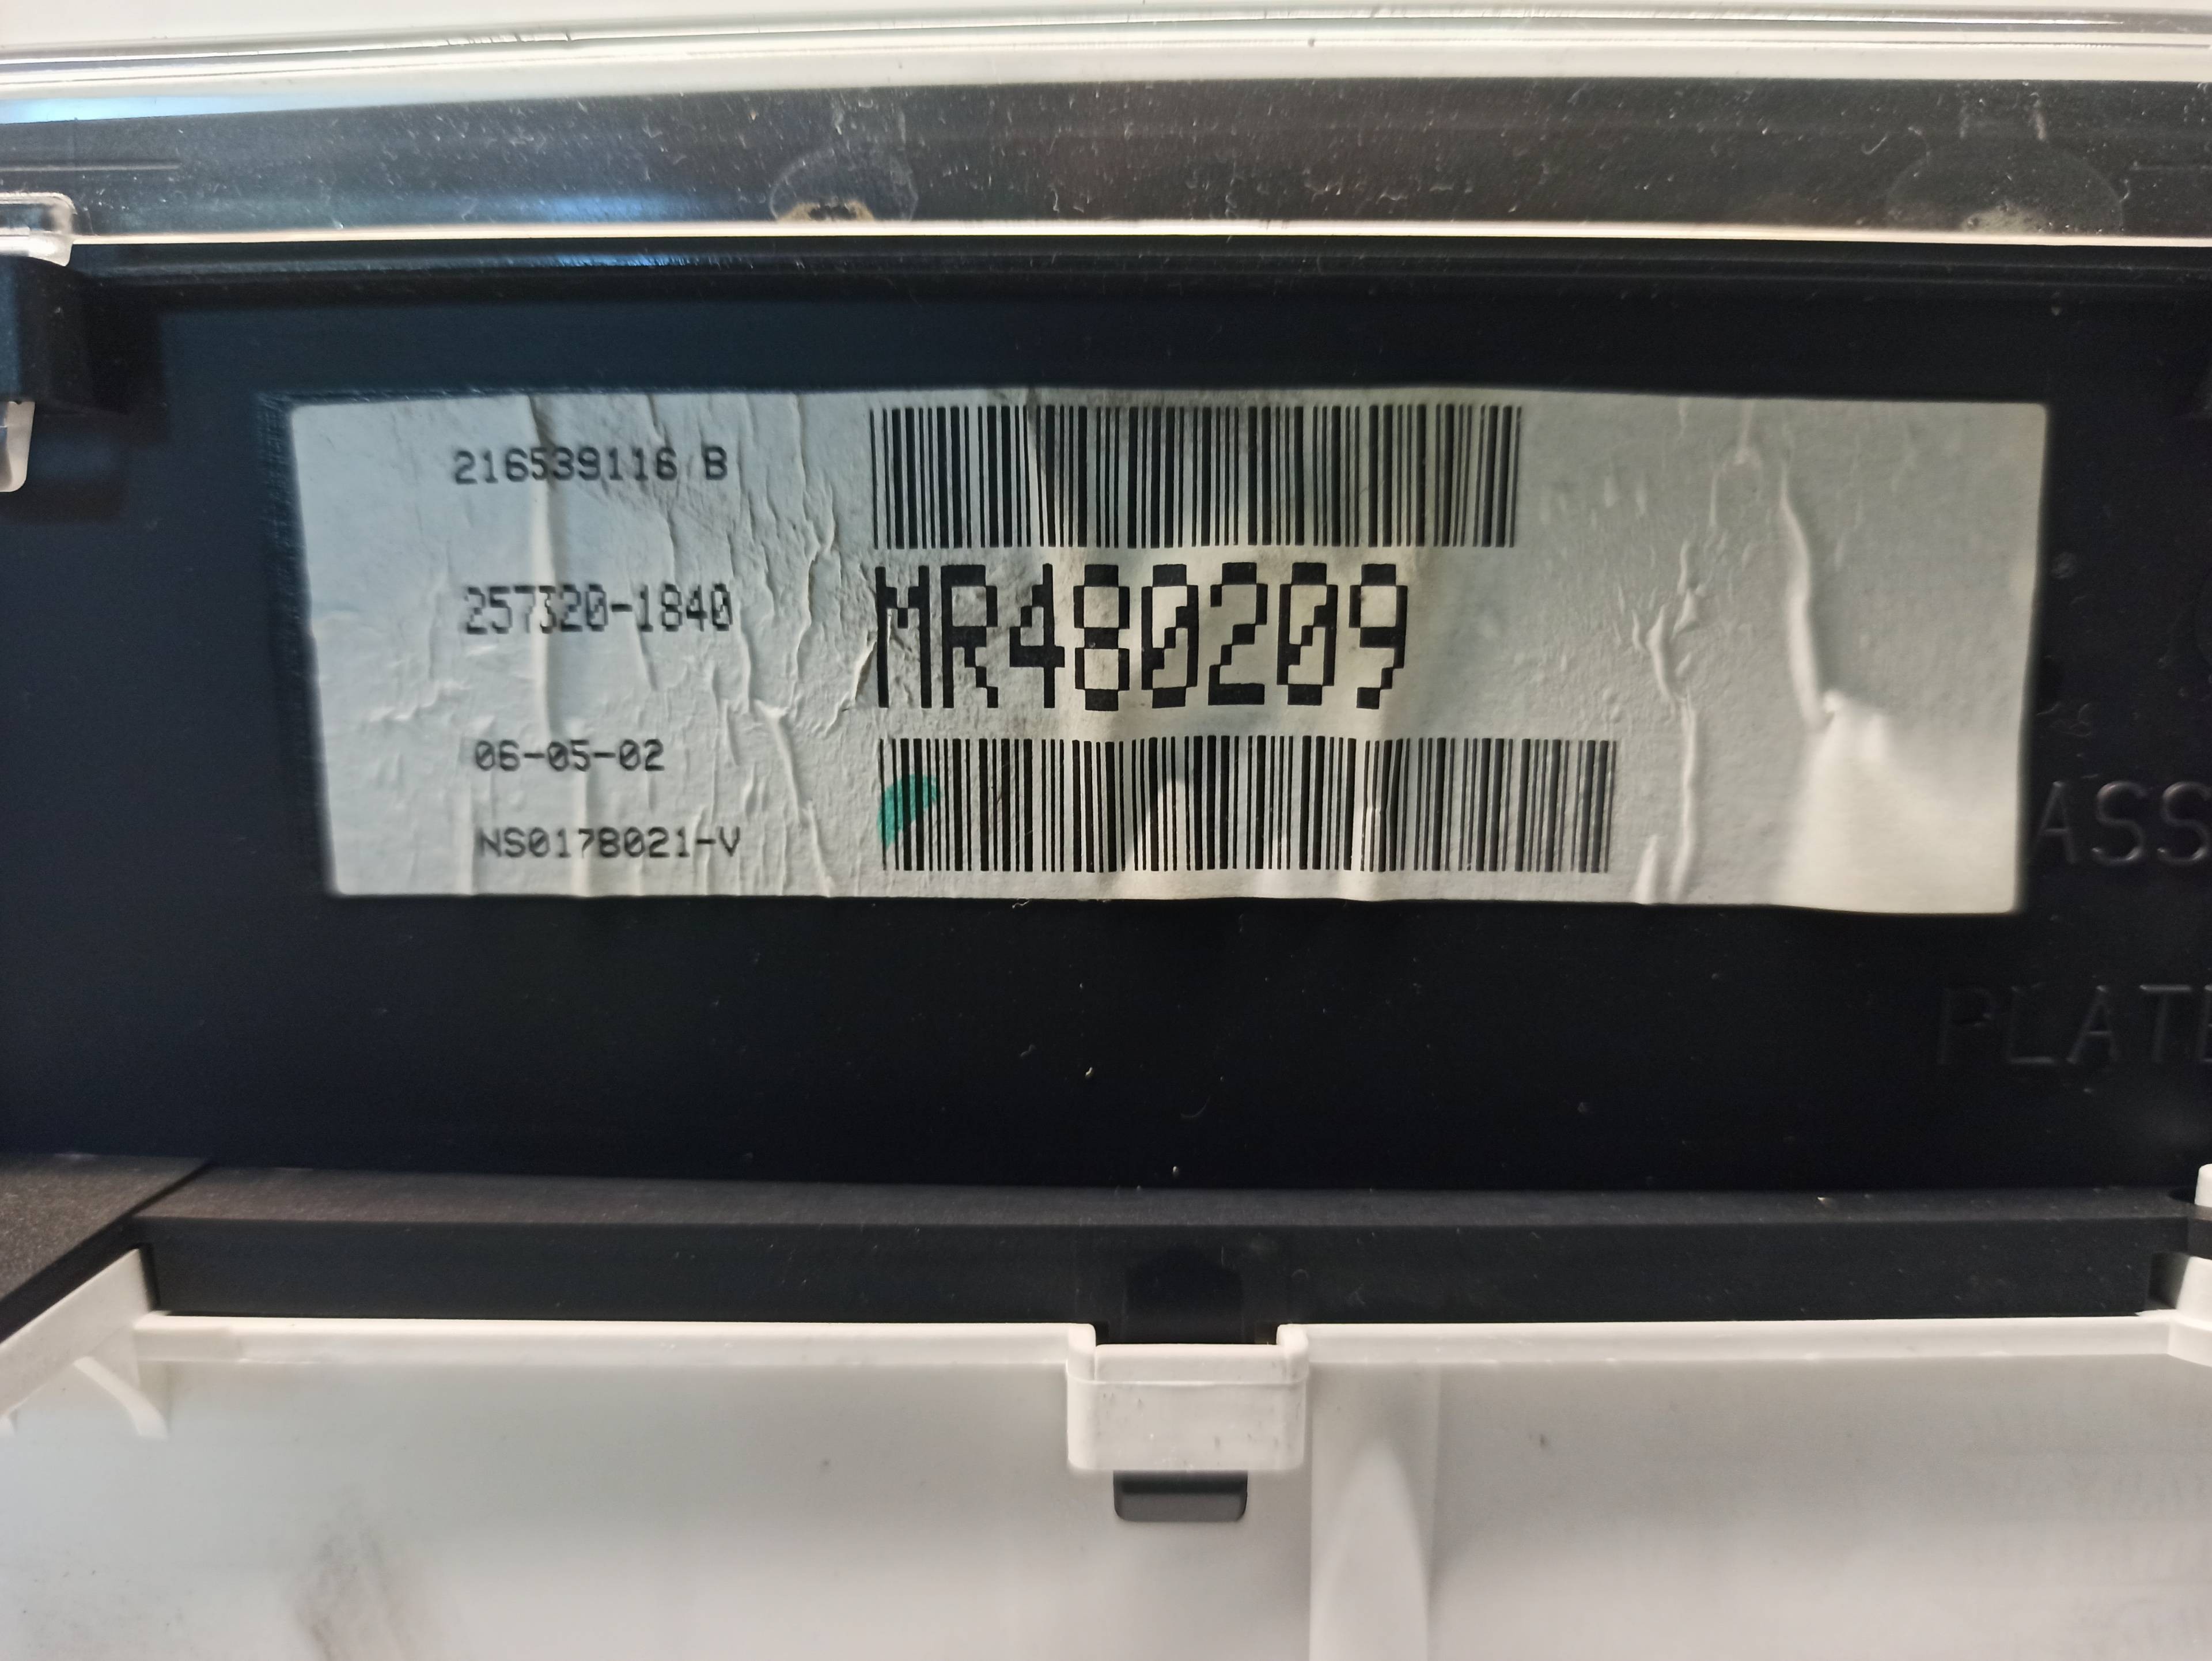 216539116 B
257320-1840
MR480209
06-05-02
NS0178021-V
ASS
PLAT